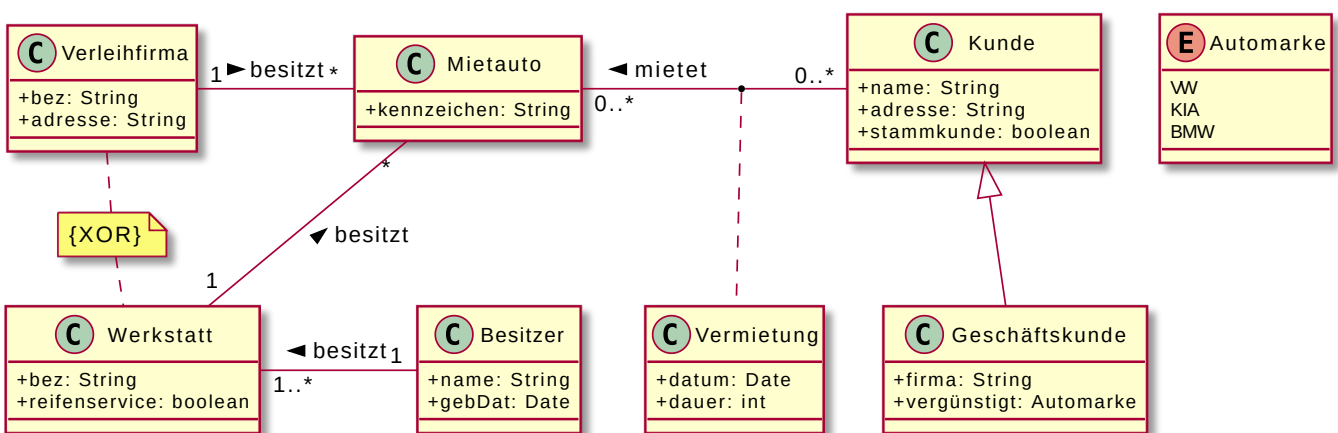 C Verleihfirma
+bez: String
+adresse: String
1 ► besitzt *
C Mietauto
+kennzeichen: String
◄ mietet
0..*
0..*
C Kunde
+name: String
+adresse: String
+stammkunde: boolean
E Automarke
VW
KIA
BMW
{XOR}
*
besitzt
1
C Werkstatt
+bez: String
+reifenservice: boolean
◄ besitzt 1
1..*
C Besitzer
+name: String
+gebDat: Date
C Vermietung
+datum: Date
+dauer: int
C Geschäftskunde
+firma: String
+vergünstigt: Automarke